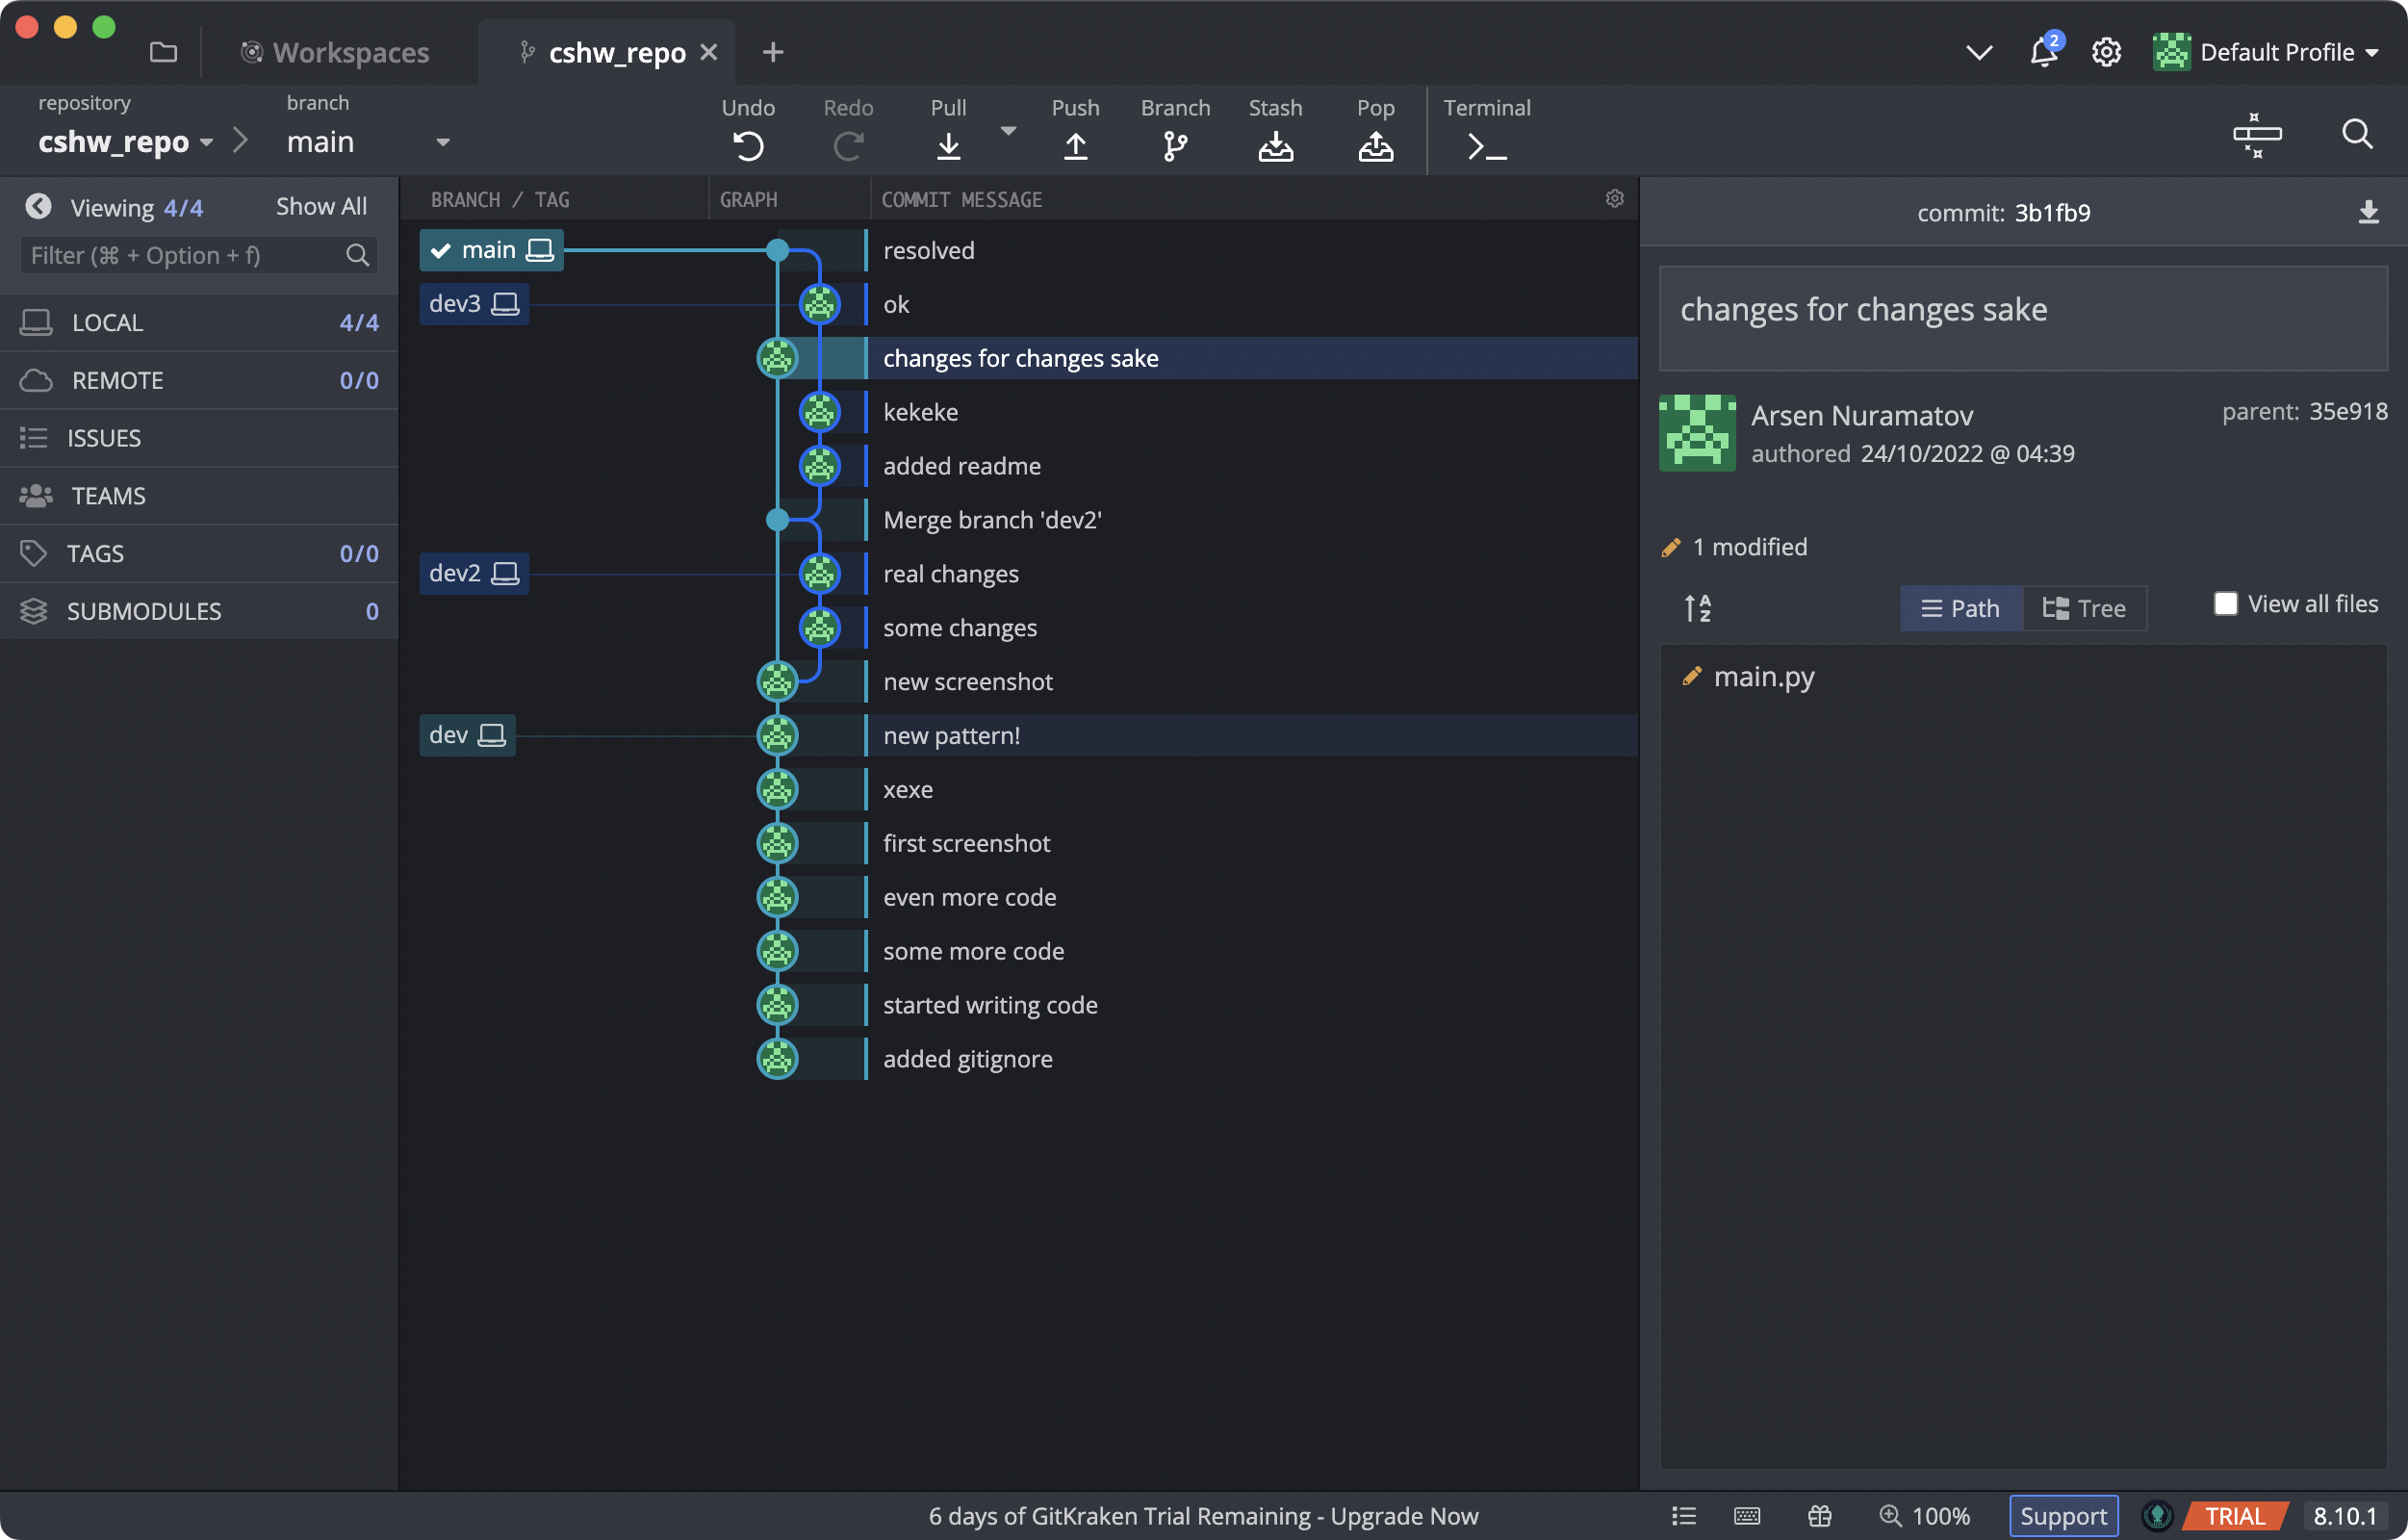 Workspaces
cshw_repo
2
Default Profile
repository
cshw_repo
branch
main
Undo
Redo
Pull
Push
Branch
Stash
Pop
Terminal
Viewing 4/4
Show All
Filter (⌘ + Option + f)
LOCAL 4/4
REMOTE 0/0
ISSUES
TEAMS
TAGS 0/0
SUBMODULES 0
BRANCH / TAG
GRAPH
COMMIT MESSAGE
main
resolved
dev3
ok
changes for changes sake
kekeke
added readme
Merge branch 'dev2'
dev2
real changes
some changes
new screenshot
dev
new pattern!
xexe
first screenshot
even more code
some more code
started writing code
added gitignore
commit: 3b1fb9
changes for changes sake
Arsen Nuramatov
authored 24/10/2022 @ 04:39
parent: 35e918
1 modified
A
Z
Path
Tree
View all files
main.py
6 days of GitKraken Trial Remaining - Upgrade Now
100%
Support
TRIAL
8.10.1